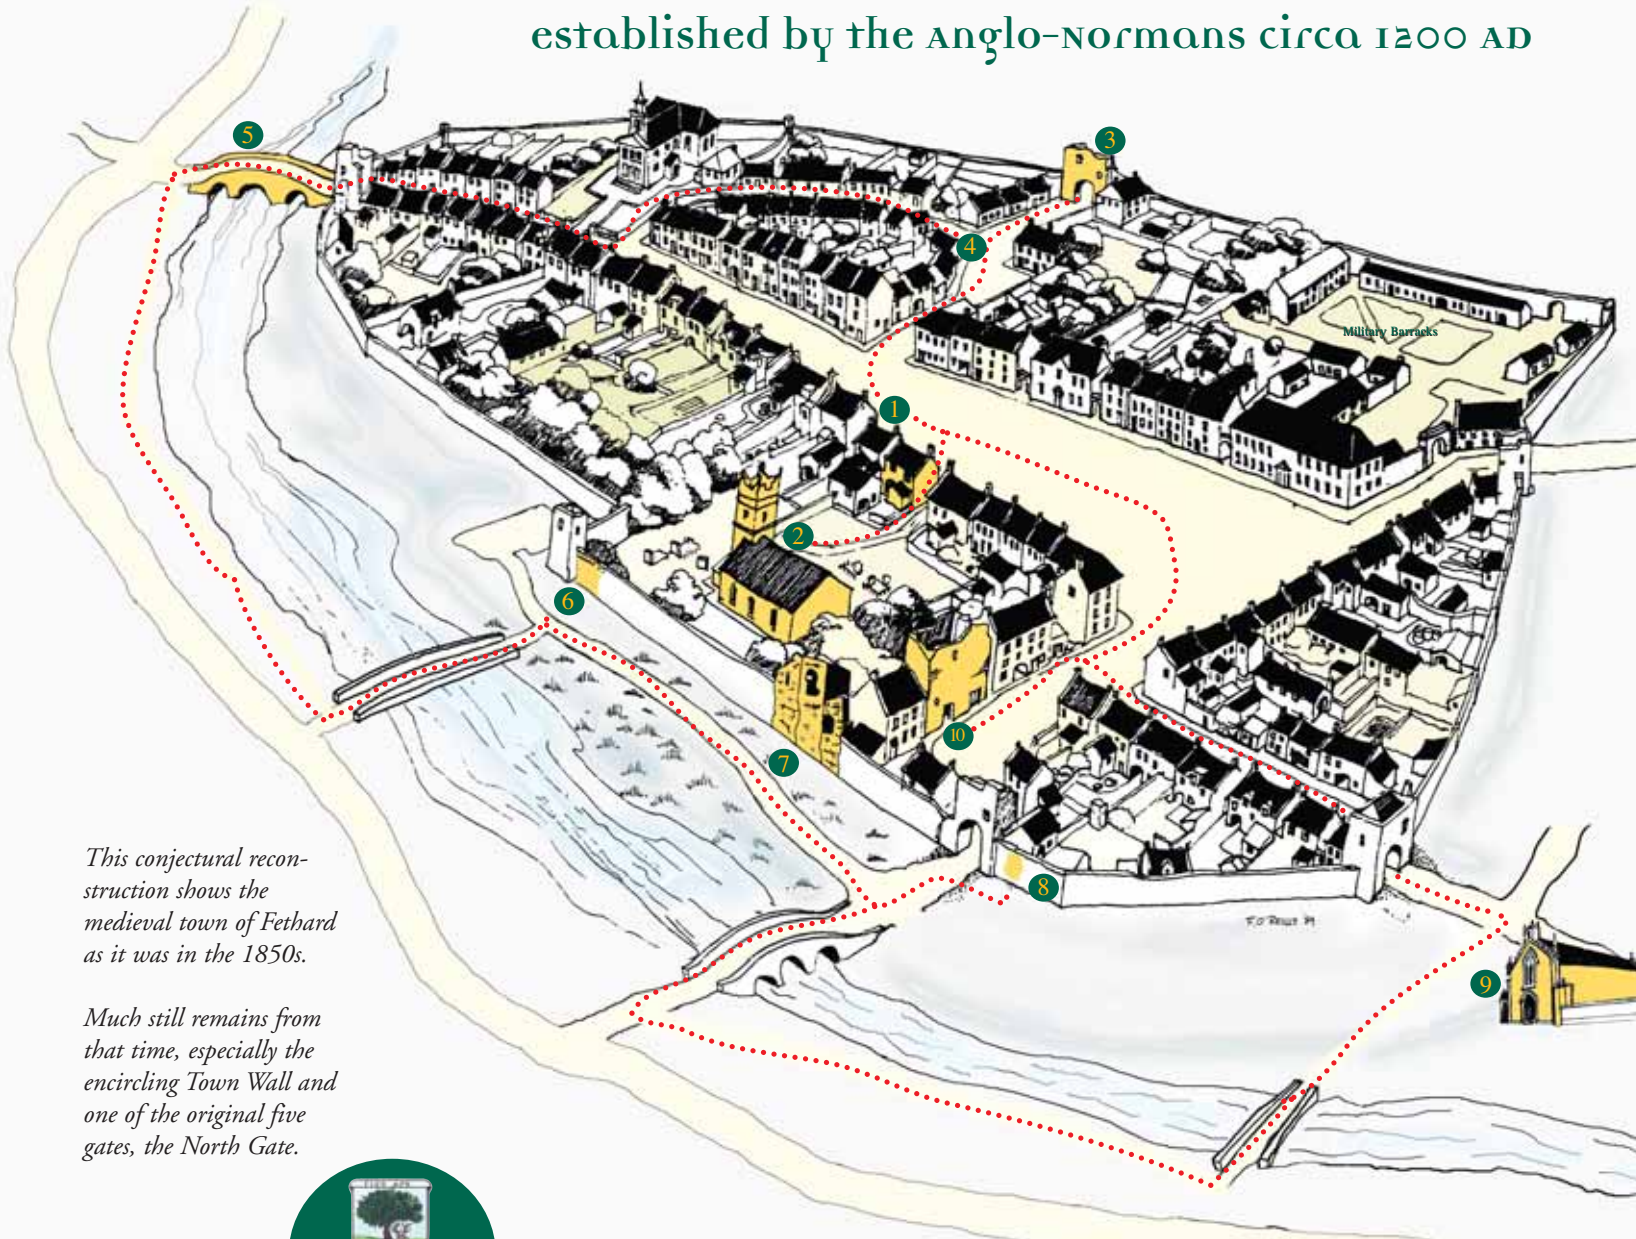 established by the Anglo-Normans circa 1200 AD
5
3
4
Military Barracks
1
2
6
10
7
8
F.O'REILLY 89
9
This conjectural recon-
struction shows the
medieval town of Fethard
as it was in the 1850s.
Much still remains from
that time, especially the
encircling Town Wall and
one of the original five
gates, the North Gate.